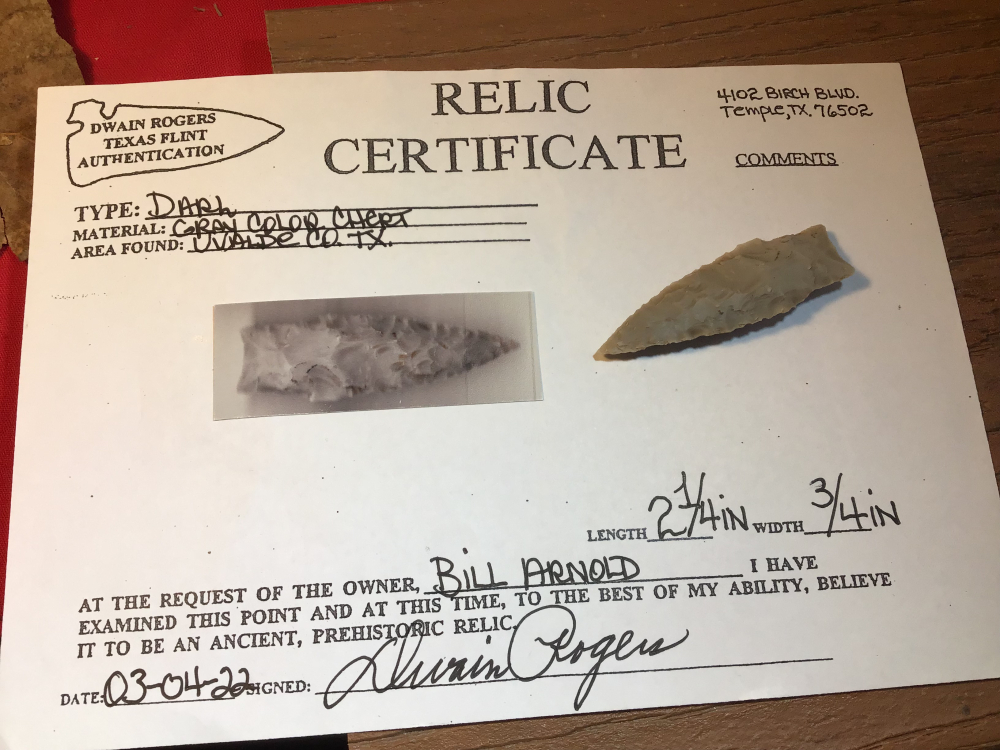 DWAIN ROGERS
TEXAS FLINT
AUTHENTICATION
RELIC
CERTIFICATE
4102 BIRCH BLVD.
Temple, TX. 76502
COMMENTS
TYPE: DARL
MATERIAL: GRAY COLOR CHERT
AREA FOUND: UVALDE CO. TX.
LENGTH 2 1/4 IN WIDTH 3/4 IN
AT THE REQUEST OF THE OWNER, BILL ARNOLD I HAVE
EXAMINED THIS POINT AND AT THIS TIME, TO THE BEST OF MY ABILITY, BELIEVE
IT TO BE AN ANCIENT, PREHISTORIC RELIC.
DATE: 03-04-22 SIGNED: Dwain Rogers